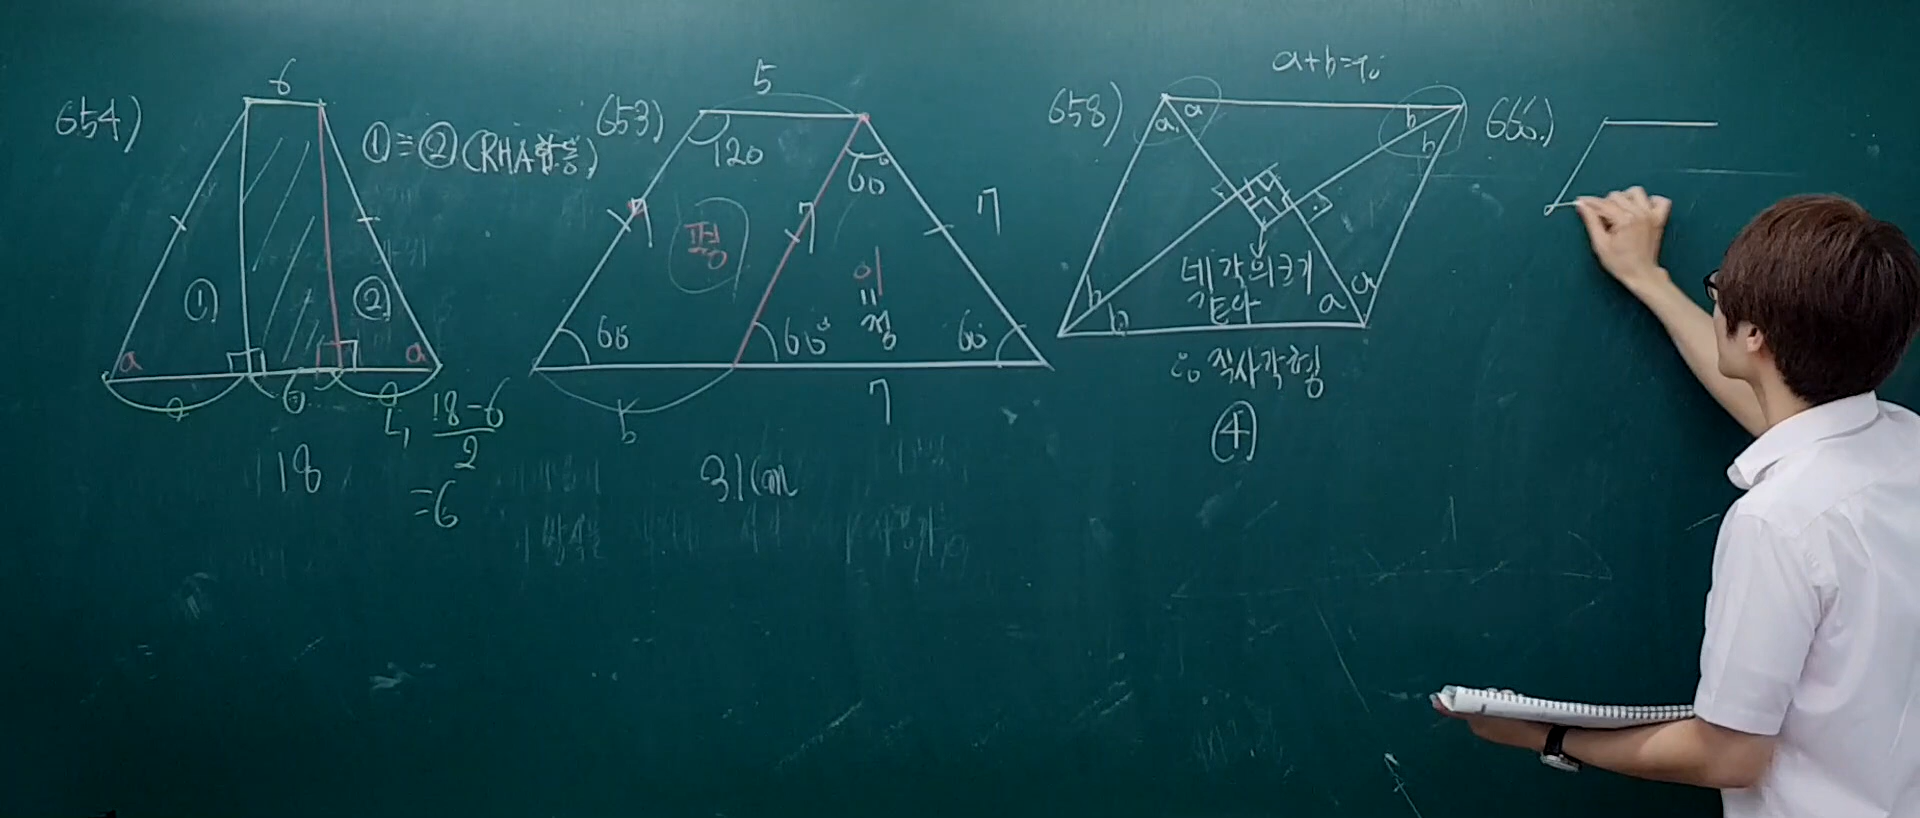 654)
6
① ≡ ② (RHA합동)
①
②
a
a
6
18
18-6
2
=6
653)
5
120
60
7
7
7
평
이
=
정
60
60°
60°
7
31cm
658)
a+b=90
a
a
b
b
네 각의 크기
같다
b
b
a
a
∴ 직사각형
④
660)